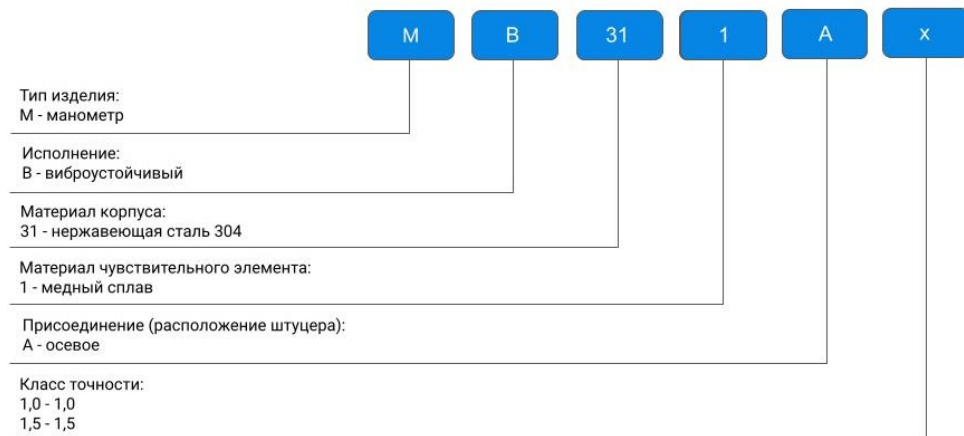 М В 31 1 А х
Тип изделия:
М - манометр
Исполнение:
В - виброустойчивый
Материал корпуса:
31 - нержавеющая сталь 304
Материал чувствительного элемента:
1 - медный сплав
Присоединение (расположение штуцера):
А - осевое
Класс точности:
1,0 - 1,0
1,5 - 1,5